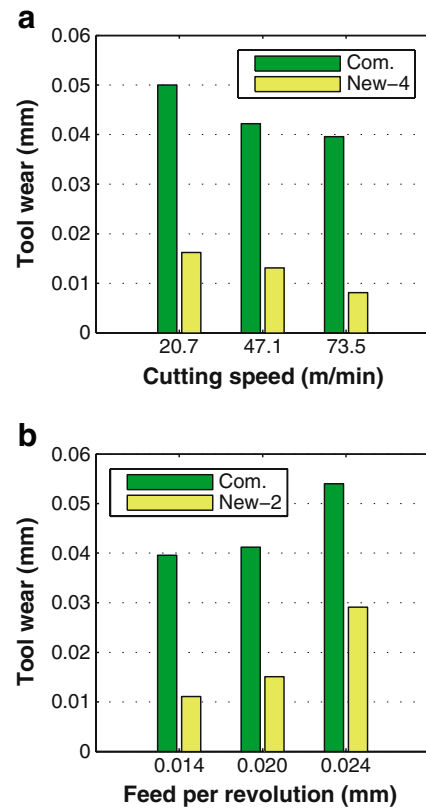 a
0.06
0.05
0.04
0.03
0.02
0.01
0
Tool wear (mm)
Com.
New-4
20.7 47.1 73.5
Cutting speed (m/min)
b
0.06
0.05
0.04
0.03
0.02
0.01
0
Tool wear (mm)
Com.
New-2
0.014 0.020 0.024
Feed per revolution (mm)